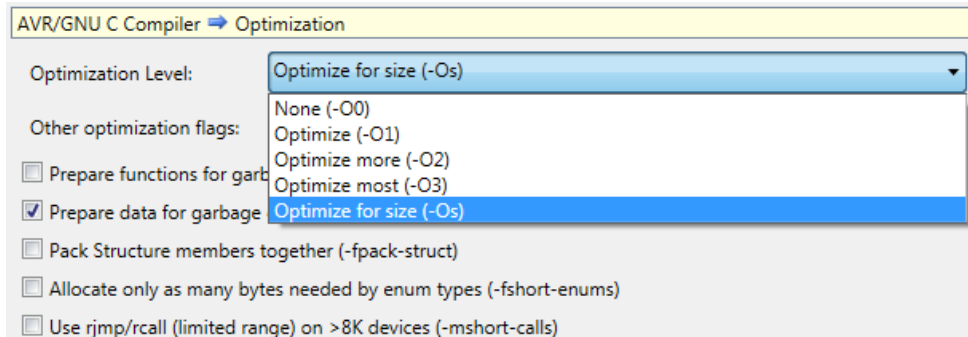 AVR/GNU C Compiler ➡ Optimization
Optimization Level: Optimize for size (-Os)
None (-O0)
Other optimization flags: Optimize (-O1)
Optimize more (-O2)
Prepare functions for garb
Optimize most (-O3)
Prepare data for garbage Optimize for size (-Os)
Pack Structure members together (-fpack-struct)
Allocate only as many bytes needed by enum types (-fshort-enums)
Use rjmp/rcall (limited range) on >8K devices (-mshort-calls)